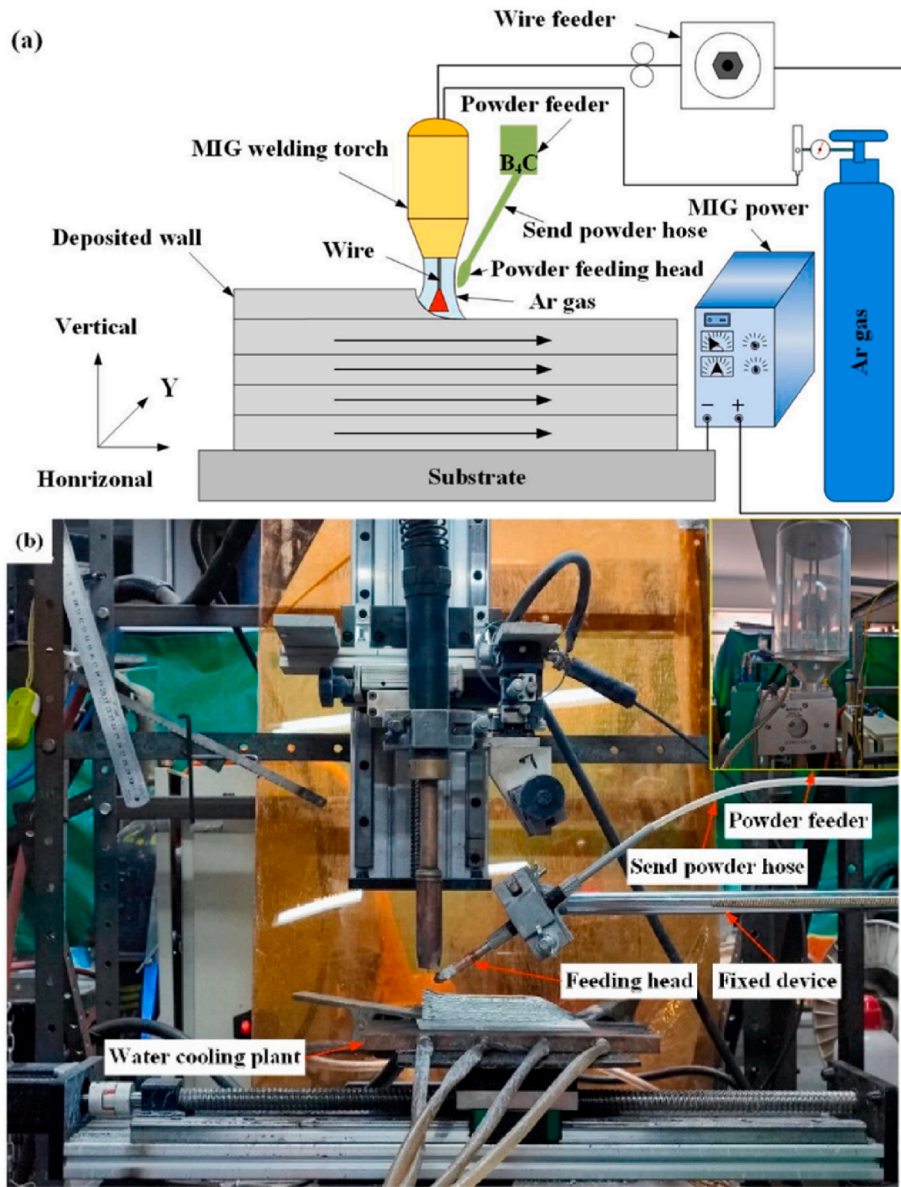 (a)
Wire feeder
Powder feeder
MIG welding torch
B₄C
MIG power
Deposited wall
Send powder hose
Wire
Powder feeding head
Ar gas
Vertical
Ar gas
Y
− +
Honrizonal
Substrate
(b)
Powder feeder
Send powder hose
Feeding head
Fixed device
Water cooling plant